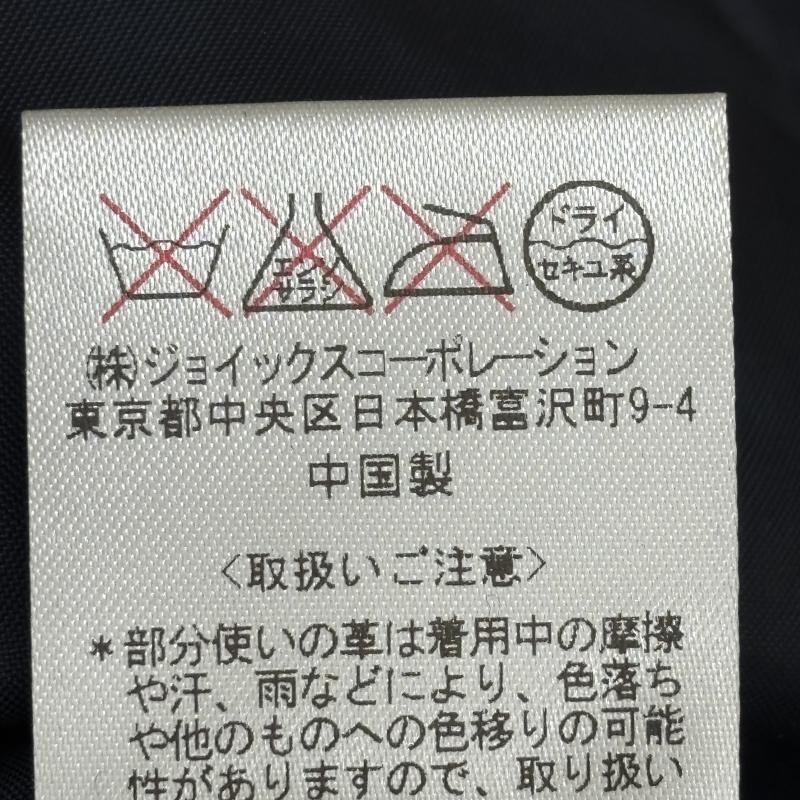 エンソ
サラシ
ドライ
セキユ系
㈱ジョイックスコーポレーション
東京都中央区日本橋富沢町9-4
中国製
〈取扱いご注意〉
*部分使いの革は着用中の摩擦
や汗、雨などにより、色落ち
や他のものへの色移りの可能
性がありますので、取り扱い